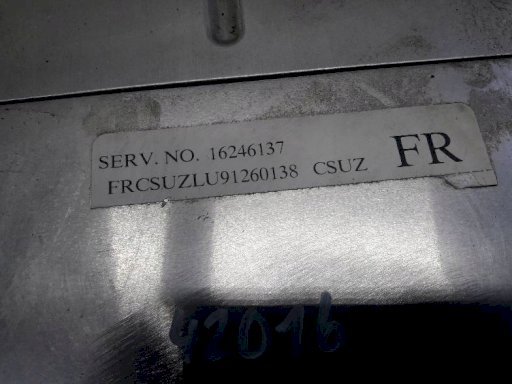 SERV. NO. 16246137
FRCSUZLU91260138 CSUZ FR
42016